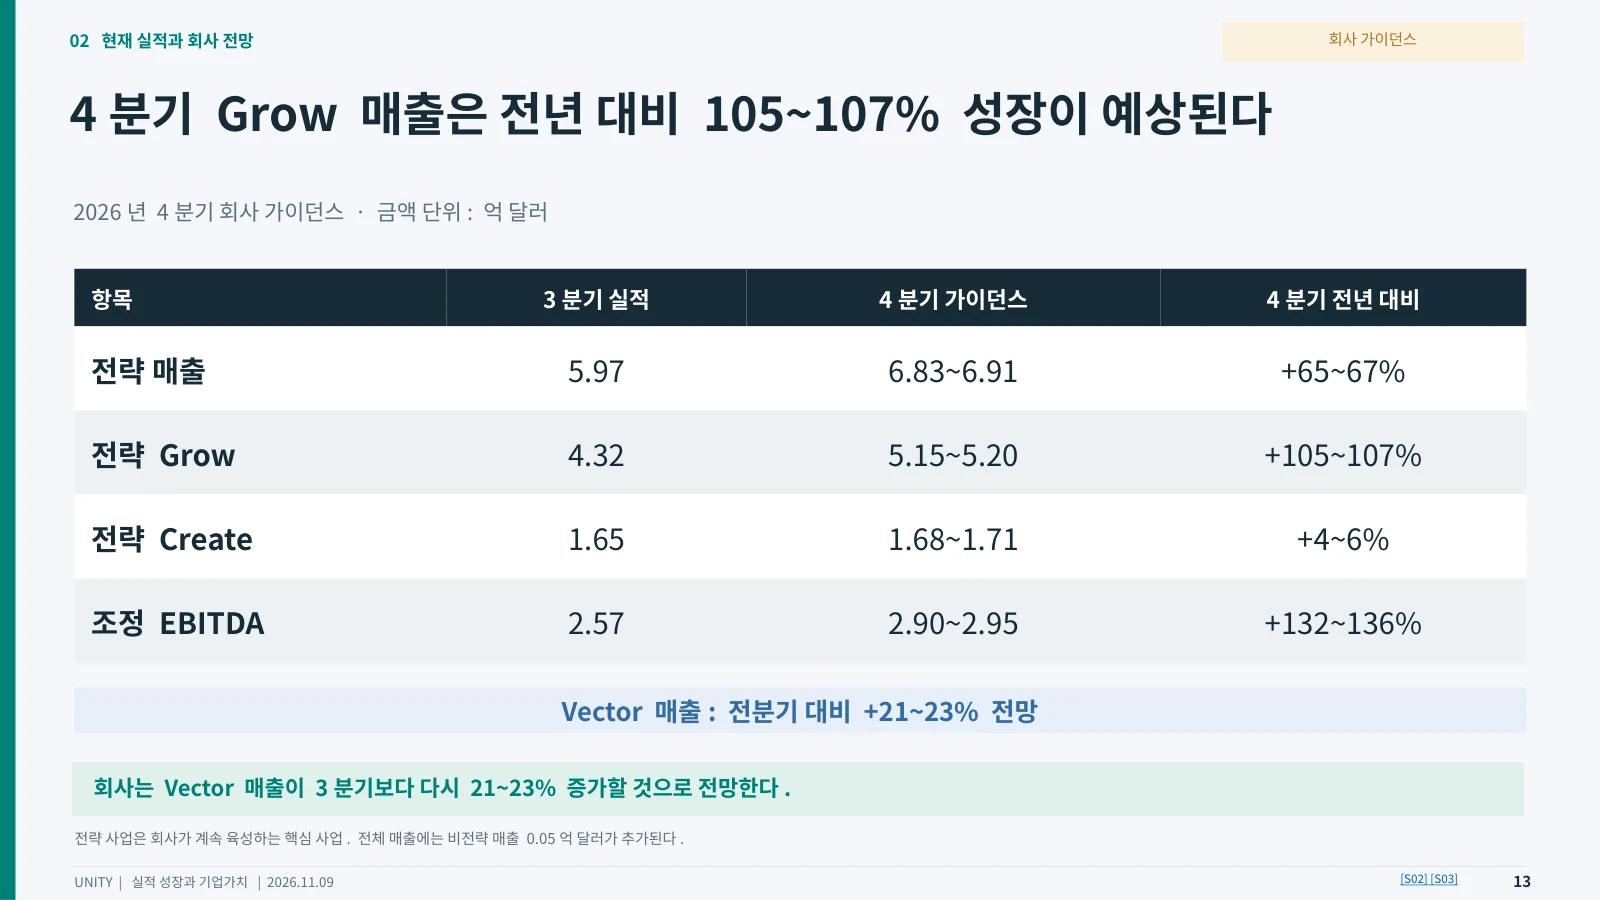 02 현재 실적과 회사 전망
회사 가이던스
4 분기 Grow 매출은 전년 대비 105~107% 성장이 예상된다
2026 년 4 분기 회사 가이던스 · 금액 단위 : 억 달러
항목 3 분기 실적 4 분기 가이던스 4 분기 전년 대비
전략 매출 5.97 6.83~6.91 +65~67%
전략 Grow 4.32 5.15~5.20 +105~107%
전략 Create 1.65 1.68~1.71 +4~6%
조정 EBITDA 2.57 2.90~2.95 +132~136%
Vector 매출 : 전분기 대비 +21~23% 전망
회사는 Vector 매출이 3 분기보다 다시 21~23% 증가할 것으로 전망한다 .
전략 사업은 회사가 계속 육성하는 핵심 사업 . 전체 매출에는 비전략 매출 0.05 억 달러가 추가된다 .
UNITY | 실적 성장과 기업가치 | 2026.11.09
[S02] [S03]
13